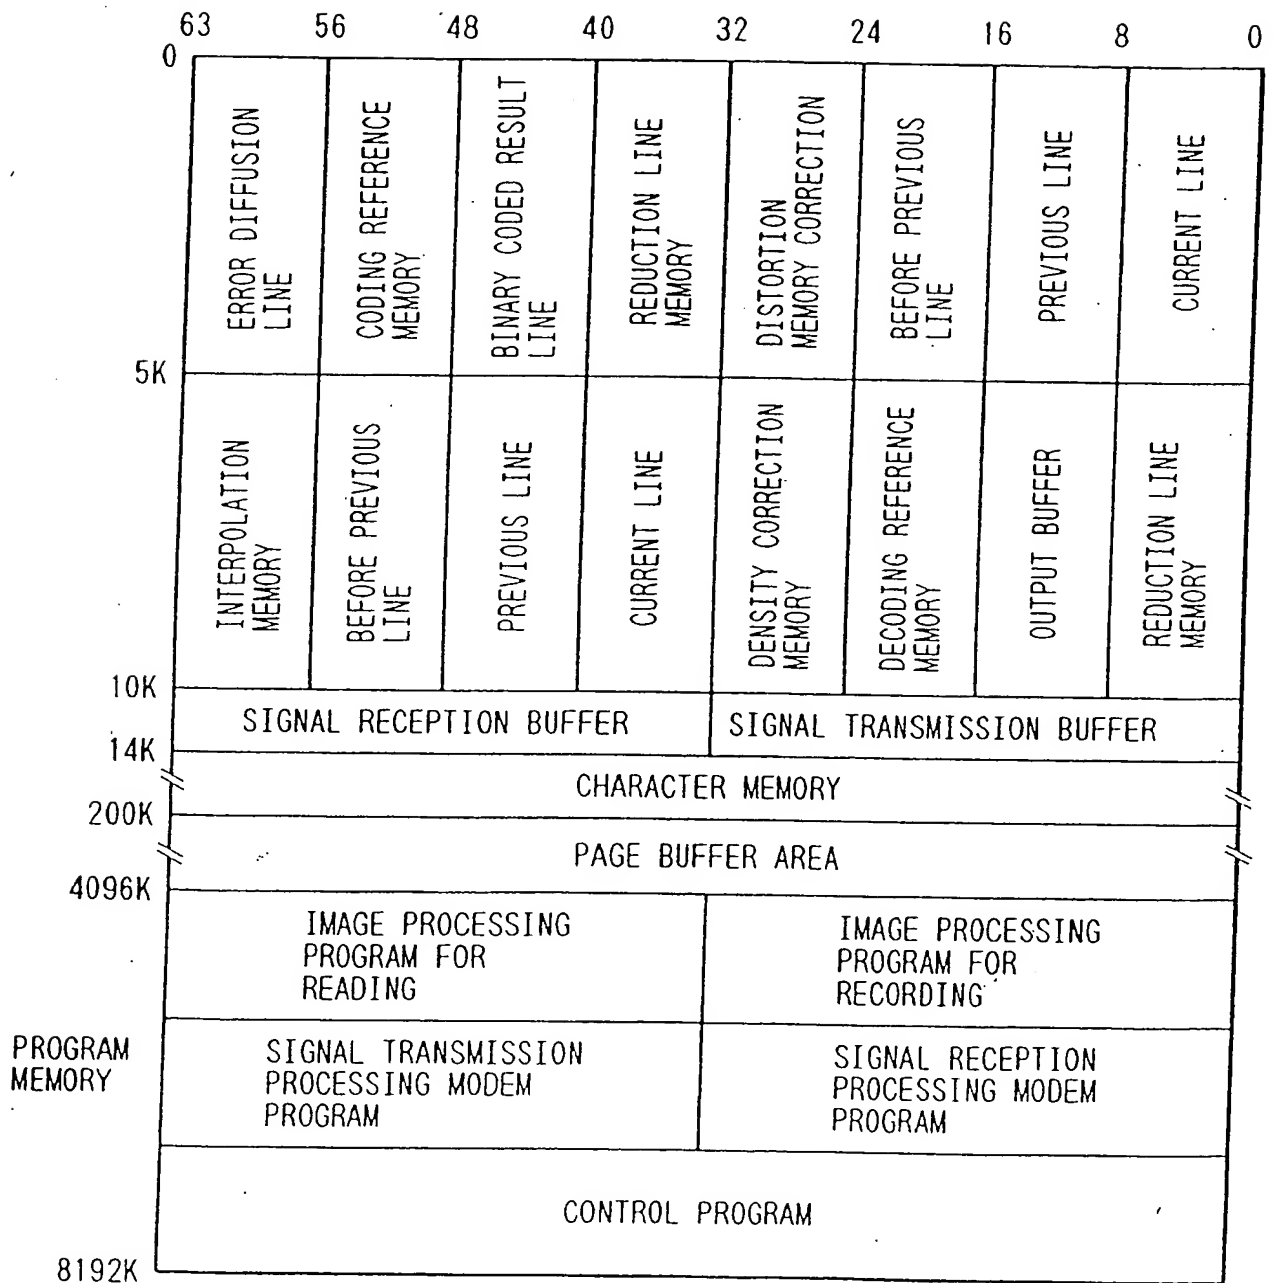 63 56 48 40 32 24 16 8 0
0
ERROR DIFFUSION
LINE
CODING REFERENCE
MEMORY
BINARY CODED RESULT
LINE
REDUCTION LINE
MEMORY
DISTORTION
MEMORY CORRECTION
BEFORE PREVIOUS
LINE
PREVIOUS LINE
CURRENT LINE
5K
INTERPOLATION
MEMORY
BEFORE PREVIOUS
LINE
PREVIOUS LINE
CURRENT LINE
DENSITY CORRECTION
MEMORY
DECODING REFERENCE
MEMORY
OUTPUT BUFFER
REDUCTION LINE
MEMORY
10K
SIGNAL RECEPTION BUFFER
SIGNAL TRANSMISSION BUFFER
14K
CHARACTER MEMORY
200K
PAGE BUFFER AREA
4096K
IMAGE PROCESSING
PROGRAM FOR
READING
IMAGE PROCESSING
PROGRAM FOR
RECORDING
PROGRAM
MEMORY
SIGNAL TRANSMISSION
PROCESSING MODEM
PROGRAM
SIGNAL RECEPTION
PROCESSING MODEM
PROGRAM
CONTROL PROGRAM
8192K